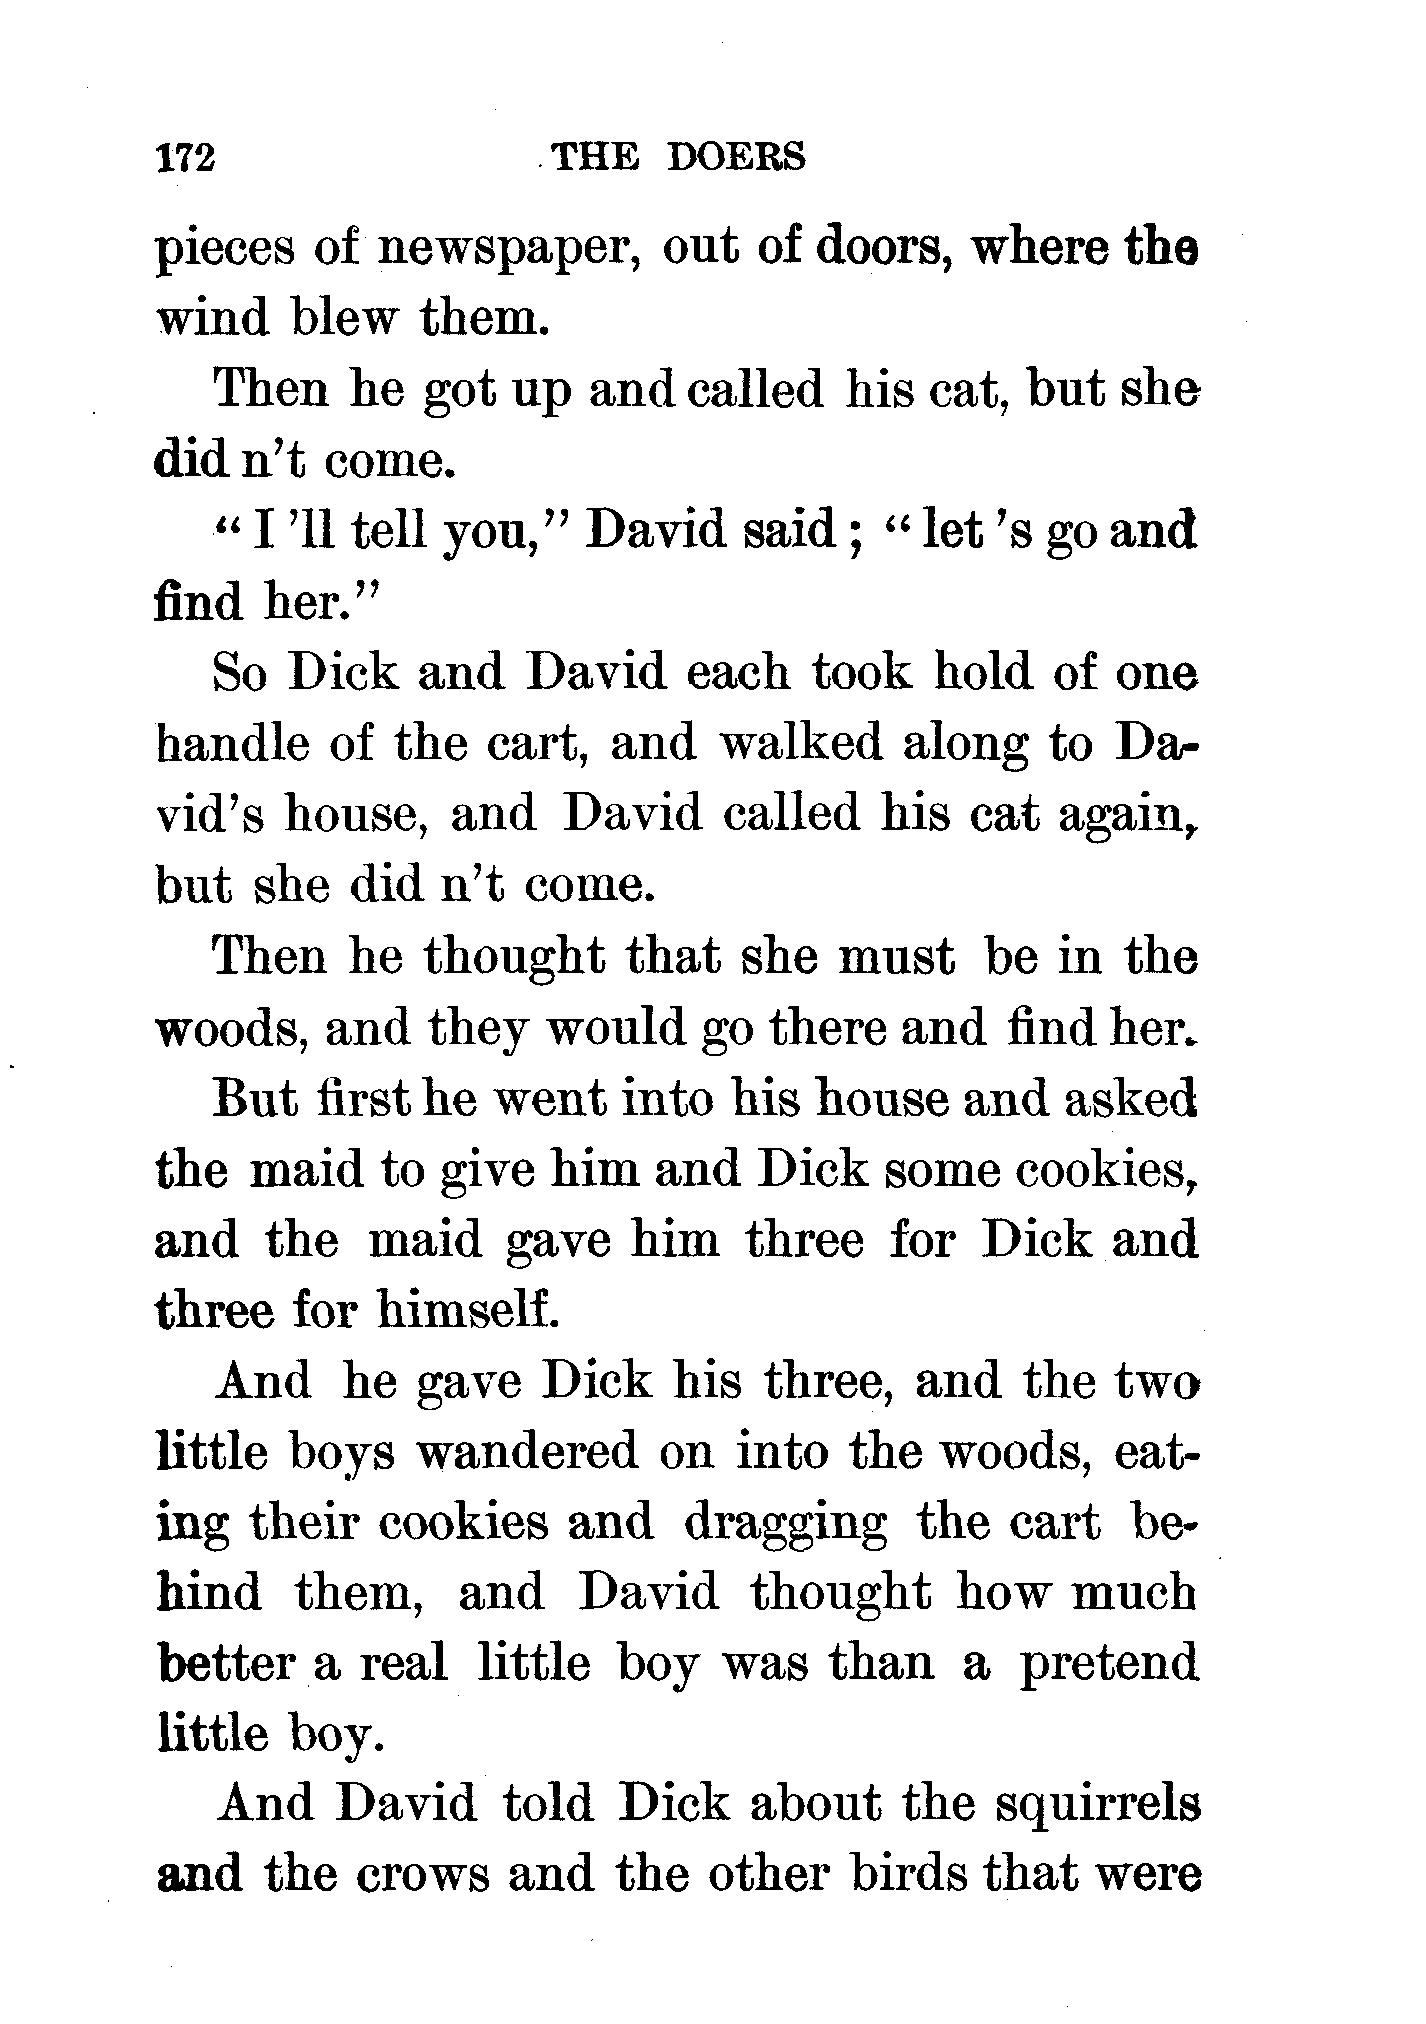 172 THE DOERS
pieces of newspaper, out of doors, where the
wind blew them.
Then he got up and called his cat, but she
did n't come.
“ I 'll tell you,” David said ; “ let 's go and
find her.”
So Dick and David each took hold of one
handle of the cart, and walked along to Da-
vid's house, and David called his cat again,
but she did n't come.
Then he thought that she must be in the
woods, and they would go there and find her.
But first he went into his house and asked
the maid to give him and Dick some cookies,
and the maid gave him three for Dick and
three for himself.
And he gave Dick his three, and the two
little boys wandered on into the woods, eat-
ing their cookies and dragging the cart be-
hind them, and David thought how much
better a real little boy was than a pretend
little boy.
And David told Dick about the squirrels
and the crows and the other birds that were